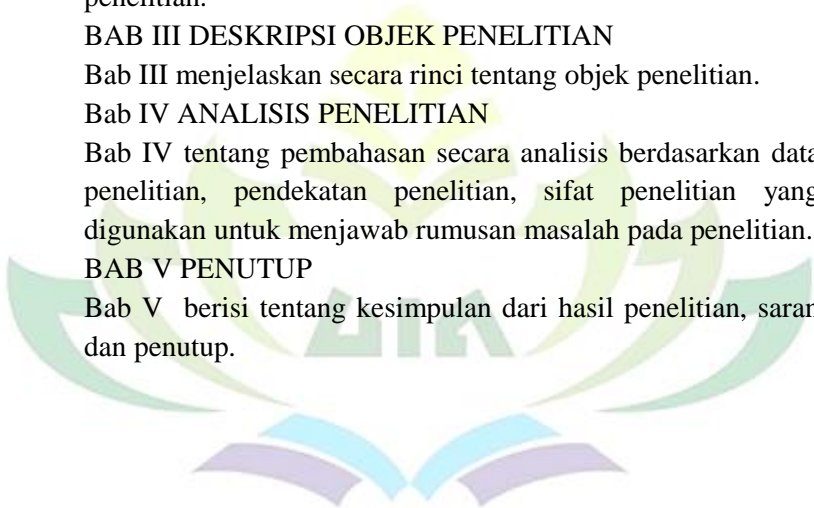 penelitian.
BAB III DESKRIPSI OBJEK PENELITIAN
Bab III menjelaskan secara rinci tentang objek penelitian.
Bab IV ANALISIS PENELITIAN
Bab IV tentang pembahasan secara analisis berdasarkan data
penelitian, pendekatan penelitian, sifat penelitian yang
digunakan untuk menjawab rumusan masalah pada penelitian.
BAB V PENUTUP
Bab V berisi tentang kesimpulan dari hasil penelitian, saran
dan penutup.